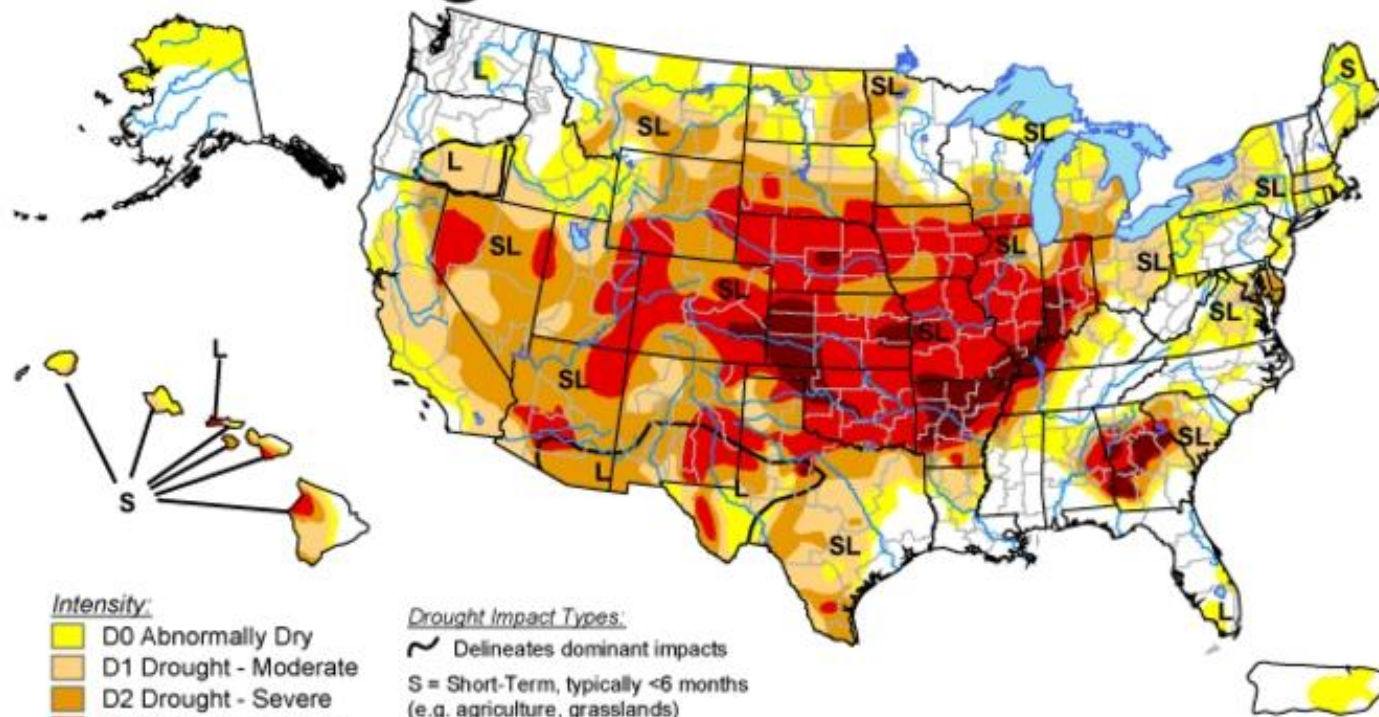 L
SL
S
SL
SL
L
SL
SL
SL
SL
SL
SL
SL
SL
SL
L
L
SL
L
L
S
Intensity:
D0 Abnormally Dry
D1 Drought - Moderate
D2 Drought - Severe
Drought Impact Types:
Delineates dominant impacts
S = Short-Term, typically <6 months
(e.g. agriculture, grasslands)